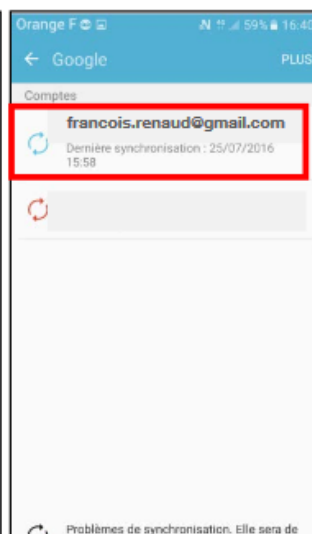 Orange F 59% 16:40
← Google PLUS
Comptes
francois.renaud@gmail.com
Dernière synchronisation : 25/07/2016
15:58
Problèmes de synchronisation. Elle sera de